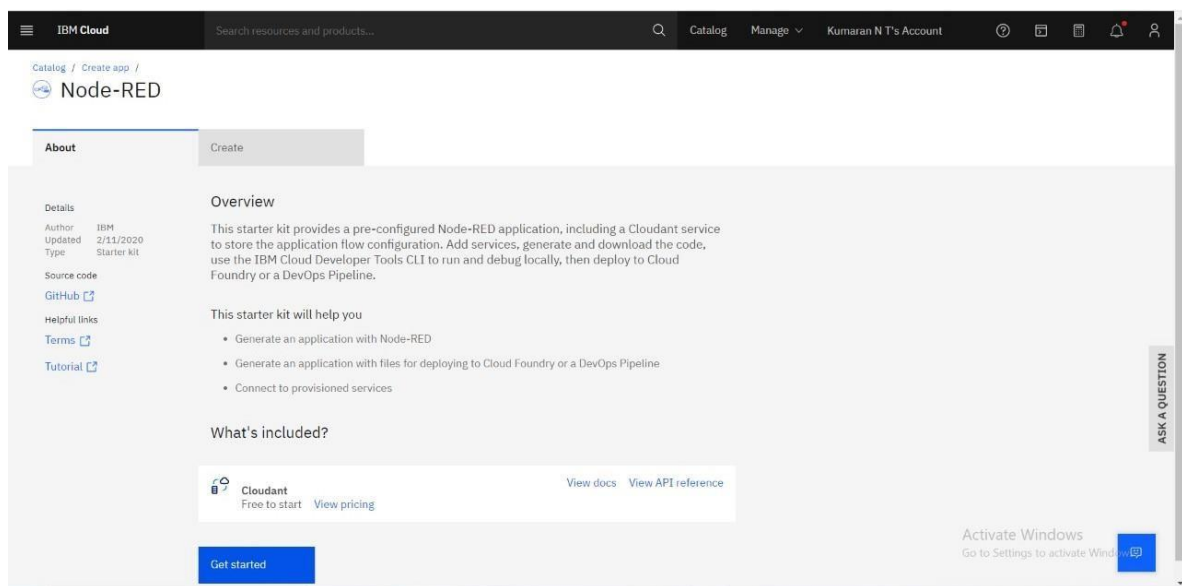 IBM Cloud
Search resources and products...
Catalog
Manage
Kumaran N T's Account
Catalog / Create app /
Node-RED
About
Create
Details
Author IBM
Updated 2/11/2020
Type Starter kit
Source code
GitHub
Helpful links
Terms
Tutorial
Overview
This starter kit provides a pre-configured Node-RED application, including a Cloudant service
to store the application flow configuration. Add services, generate and download the code,
use the IBM Cloud Developer Tools CLI to run and debug locally, then deploy to Cloud
Foundry or a DevOps Pipeline.
This starter kit will help you
• Generate an application with Node-RED
• Generate an application with files for deploying to Cloud Foundry or a DevOps Pipeline
• Connect to provisioned services
What's included?
Cloudant
Free to start View pricing
View docs View API reference
Get started
ASK A QUESTION
Activate Windows
Go to Settings to activate Window